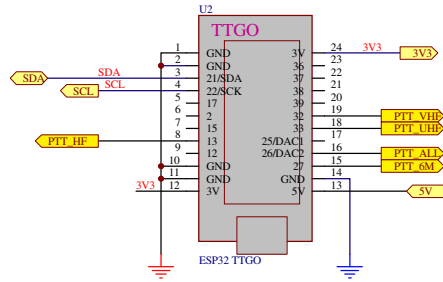 U2
TTGO
1 GND 3V 24 3V3 3V3
2 GND 36 23
SDA SDA 3 21/SDA 37 22
SCL SCL 4 22/SCK 38 21
5 17 39 20
6 2 32 19 PTT_VHF
7 15 33 18 PTT_UHF
PTT_HF 8 13 25/DAC1 17
9 12 26/DAC2 16 PTT_ALL
10 GND 27 15 PTT_6M
11 GND GND 14
3V3 12 3V 5V 13 5V
ESP32 TTGO